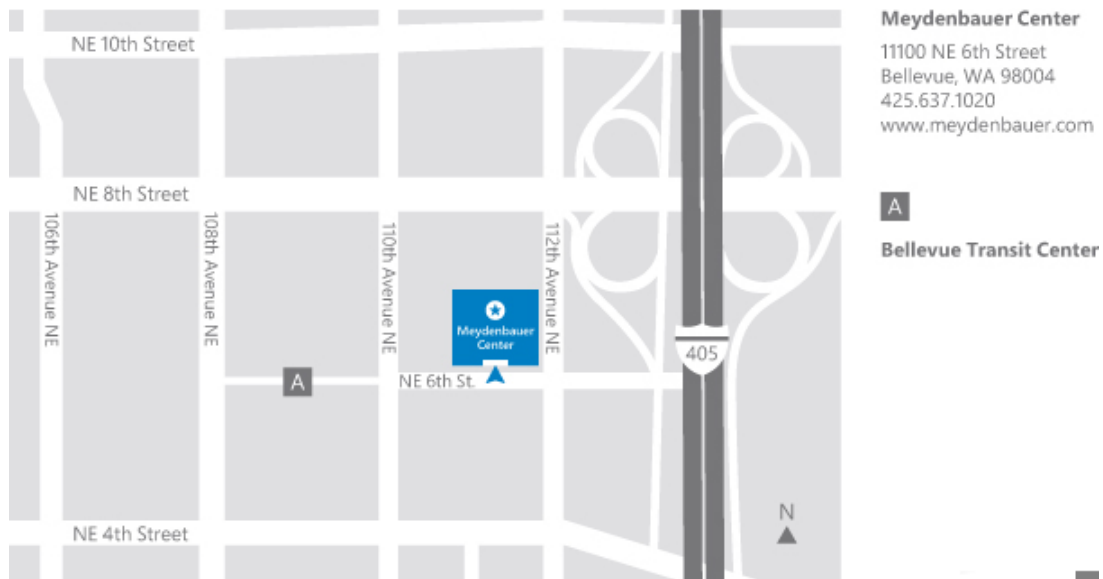 NE 10th Street
NE 8th Street
106th Avenue NE
108th Avenue NE
110th Avenue NE
112th Avenue NE
Meydenbauer
Center
405
A
NE 6th St.
N
NE 4th Street
Meydenbauer Center
11100 NE 6th Street
Bellevue, WA 98004
425.637.1020
www.meydenbauer.com
A
Bellevue Transit Center